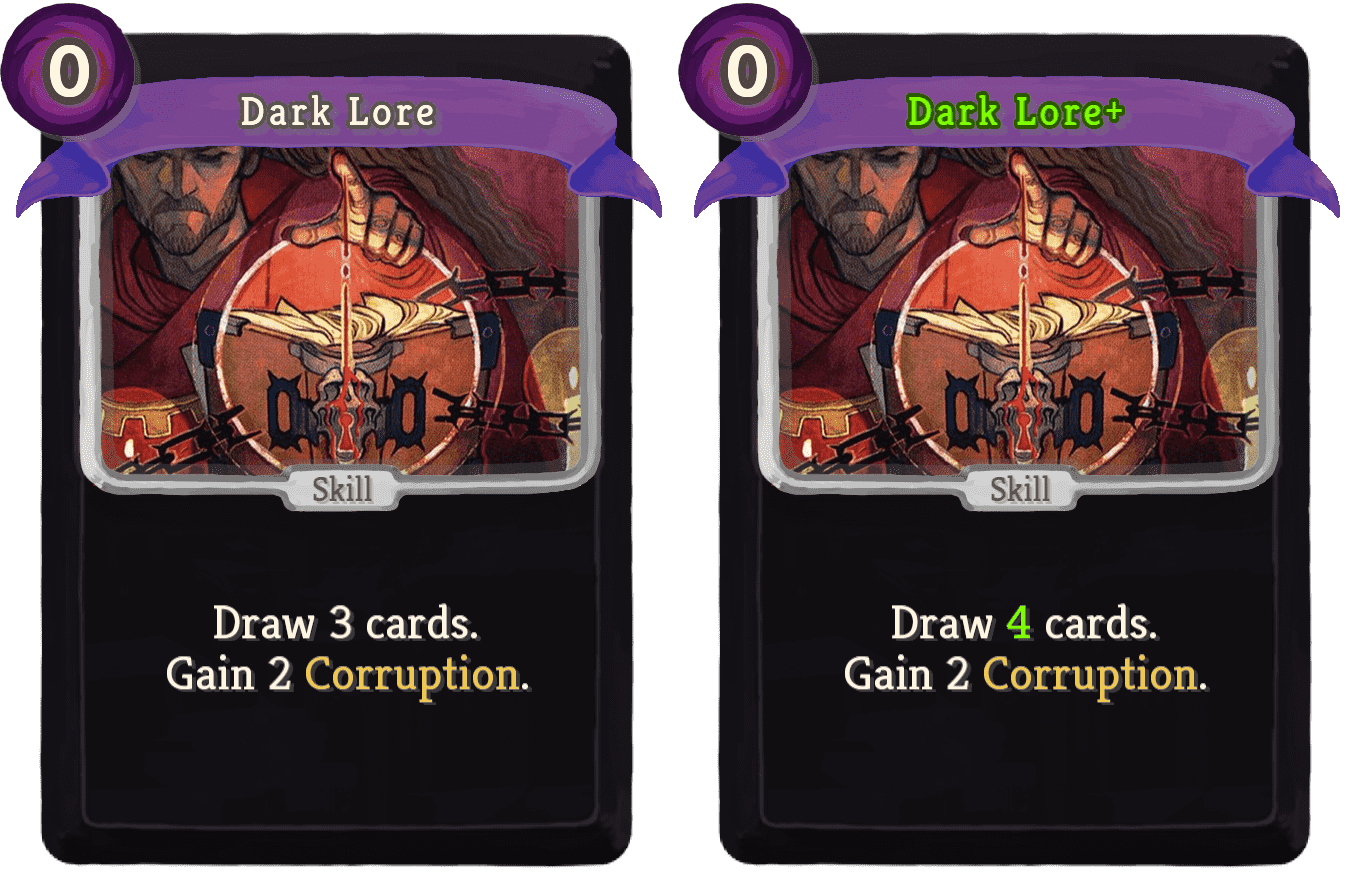 0
Dark Lore
Skill
Draw 3 cards.
Gain 2 Corruption.
0
Dark Lore+
Skill
Draw 4 cards.
Gain 2 Corruption.